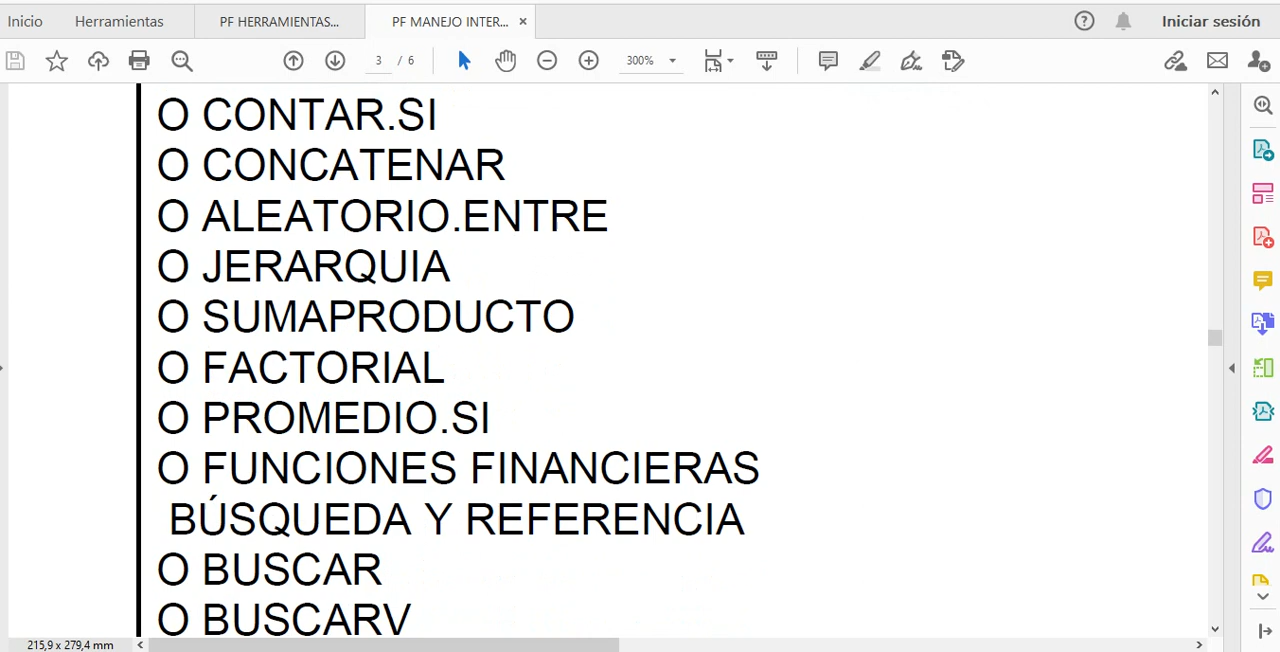 Inicio Herramientas PF HERRAMIENTAS... PF MANEJO INTER... ×
Iniciar sesión
3 / 6 300%
O CONTAR.SI
O CONCATENAR
O ALEATORIO.ENTRE
O JERARQUIA
O SUMAPRODUCTO
O FACTORIAL
O PROMEDIO.SI
O FUNCIONES FINANCIERAS
BÚSQUEDA Y REFERENCIA
O BUSCAR
O BUSCARV
215,9 x 279,4 mm